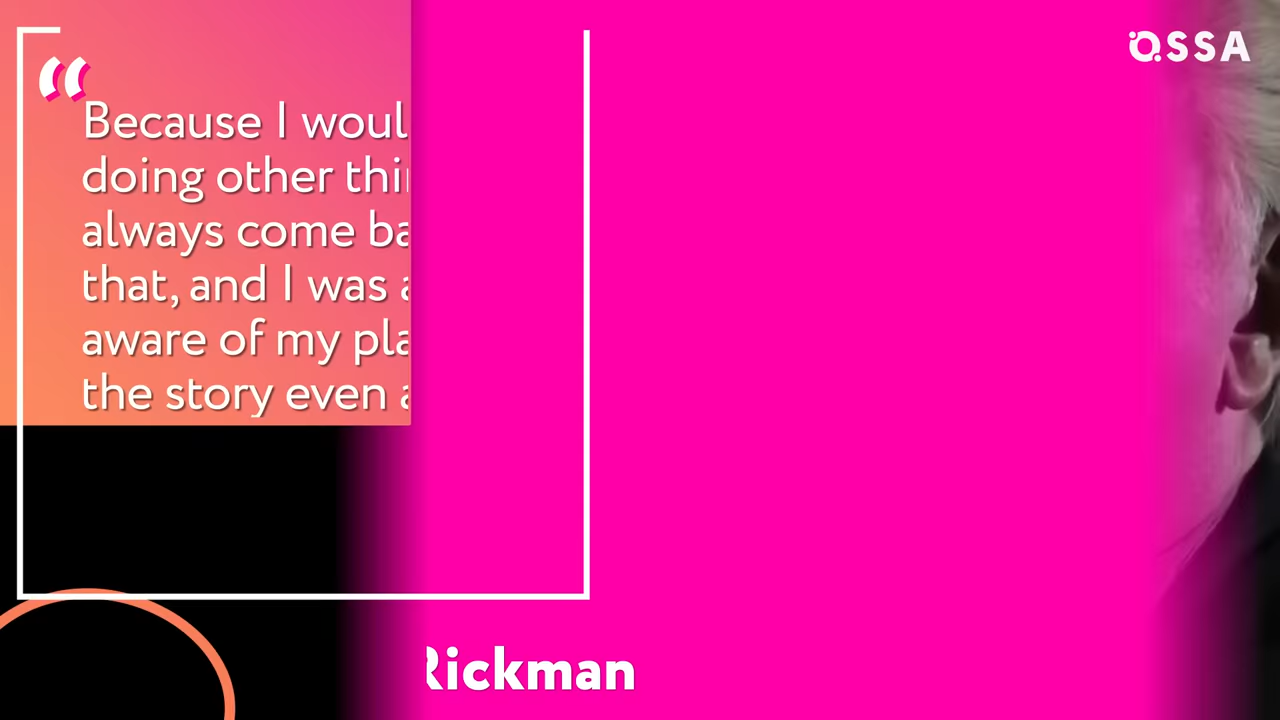 OSSA
“
Because I woul
doing other thi
always come ba
that, and I was a
aware of my pla
the story even a
Rickman